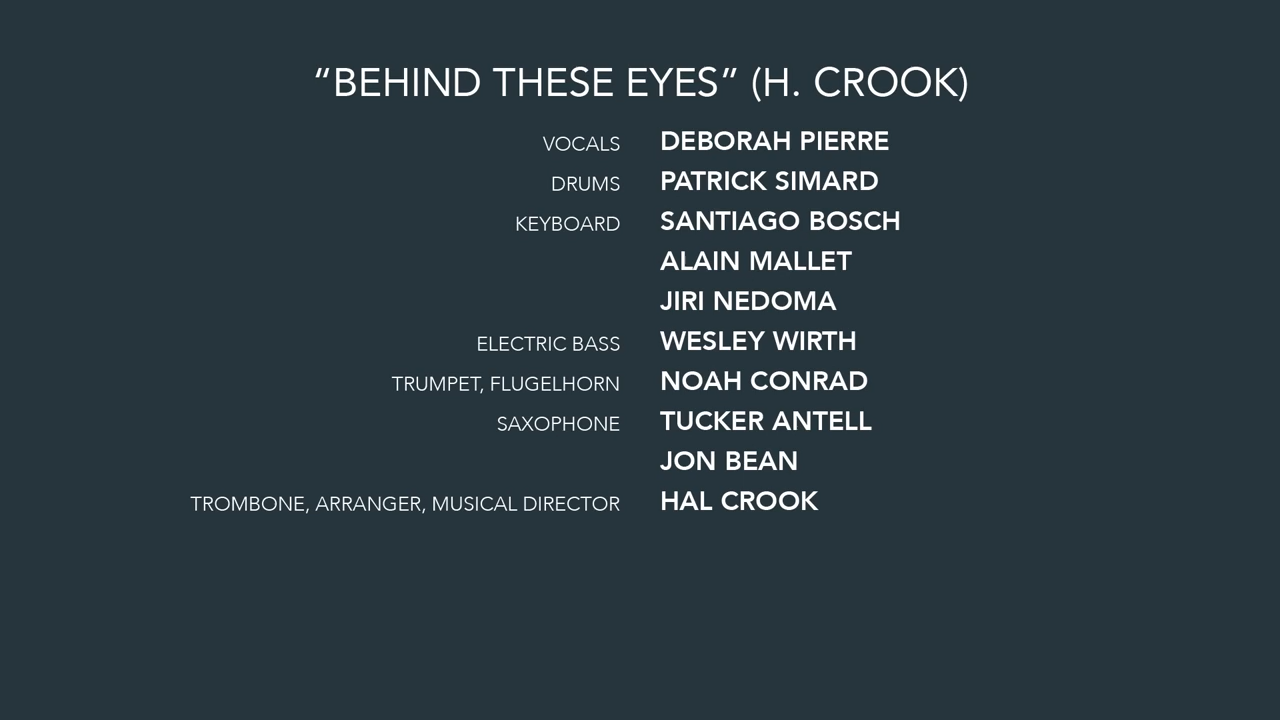 “BEHIND THESE EYES” (H. CROOK)
VOCALS DEBORAH PIERRE
DRUMS PATRICK SIMARD
KEYBOARD SANTIAGO BOSCH
ALAIN MALLET
JIRI NEDOMA
ELECTRIC BASS WESLEY WIRTH
TRUMPET, FLUGELHORN NOAH CONRAD
SAXOPHONE TUCKER ANTELL
JON BEAN
TROMBONE, ARRANGER, MUSICAL DIRECTOR HAL CROOK